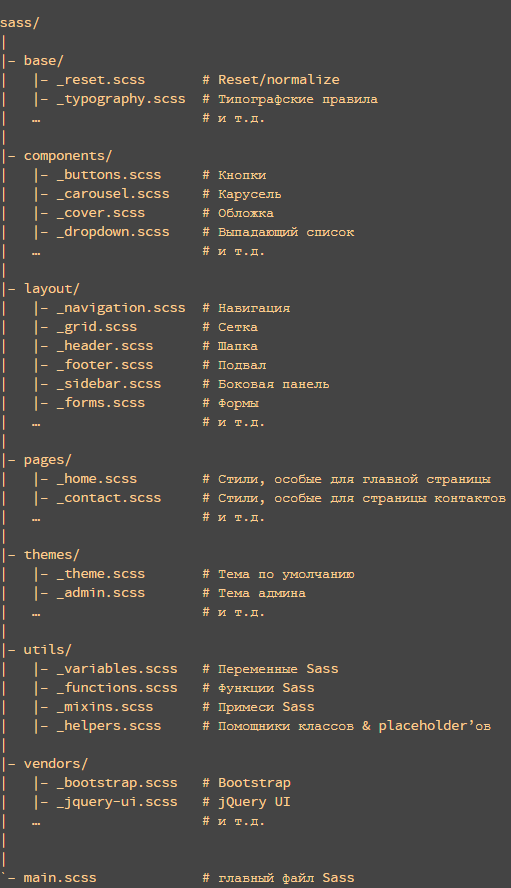 sass/
|
|– base/
|   |– _reset.scss       # Reset/normalize
|   |– _typography.scss  # Типографские правила
|   …                    # и т.д.
|
|– components/
|   |– _buttons.scss     # Кнопки
|   |– _carousel.scss    # Карусель
|   |– _cover.scss       # Обложка
|   |– _dropdown.scss    # Выпадающий список
|   …                    # и т.д.
|
|– layout/
|   |– _navigation.scss  # Навигация
|   |– _grid.scss        # Сетка
|   |– _header.scss      # Шапка
|   |– _footer.scss      # Подвал
|   |– _sidebar.scss     # Боковая панель
|   |– _forms.scss       # Формы
|   …                    # и т.д.
|
|– pages/
|   |– _home.scss        # Стили, особые для главной страницы
|   |– _contact.scss     # Стили, особые для страницы контактов
|   …                    # и т.д.
|
|– themes/
|   |– _theme.scss       # Тема по умолчанию
|   |– _admin.scss       # Тема админа
|   …                    # и т.д.
|
|– utils/
|   |– _variables.scss   # Переменные Sass
|   |– _functions.scss   # Функции Sass
|   |– _mixins.scss      # Примеси Sass
|   |– _helpers.scss     # Помощники классов & placeholder’ов
|
|– vendors/
|   |– _bootstrap.scss   # Bootstrap
|   |– _jquery-ui.scss   # jQuery UI
|   …                    # и т.д.
|
|
`– main.scss             # главный файл Sass